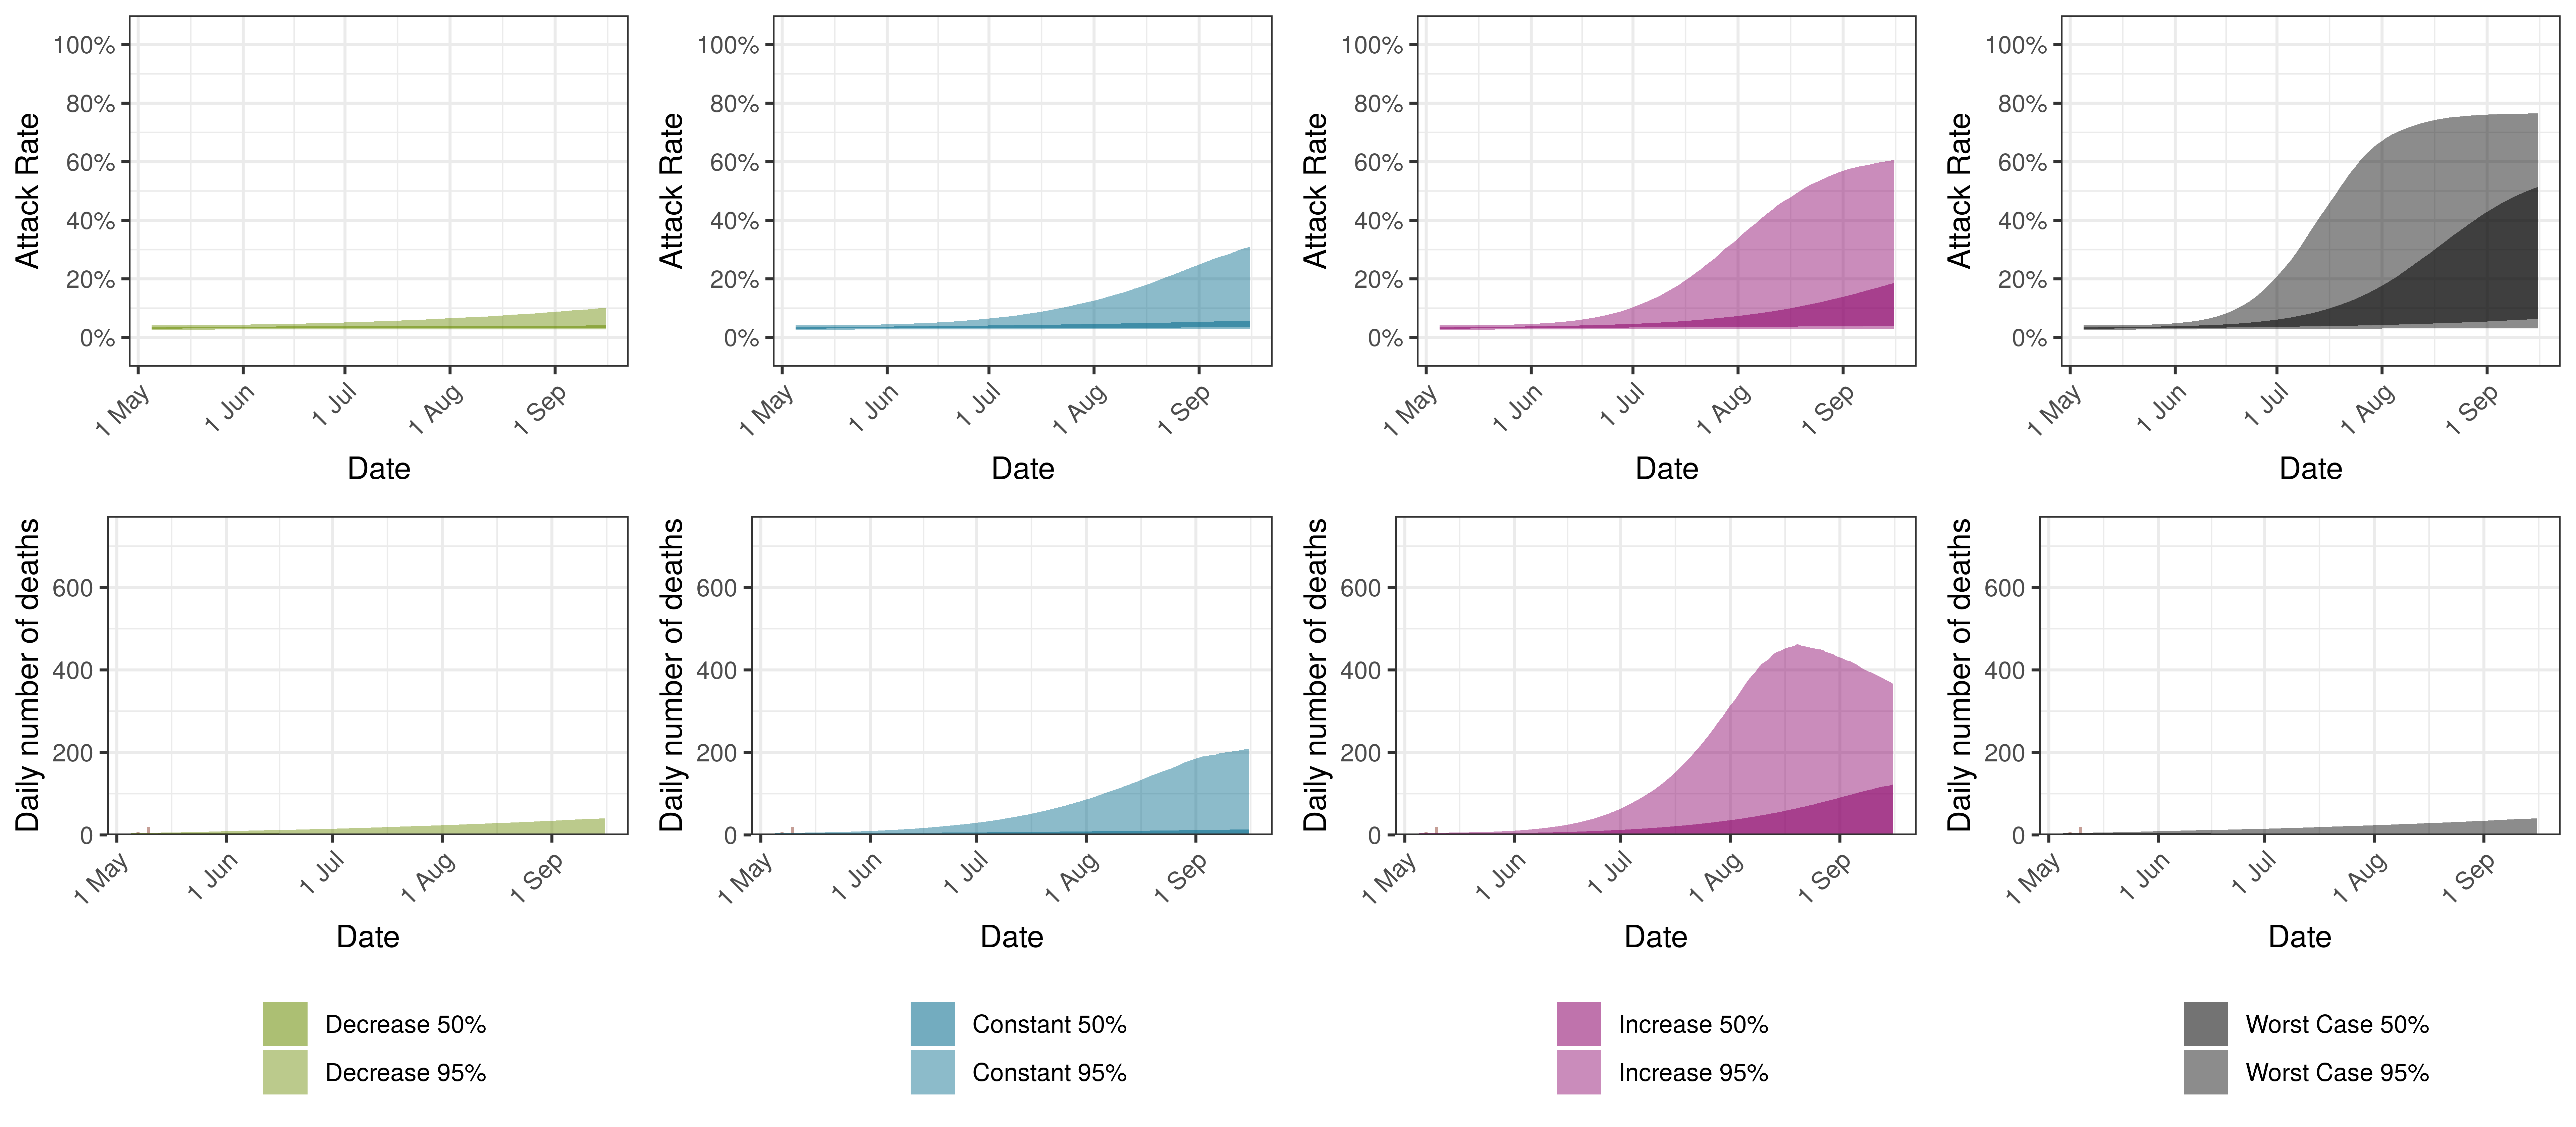 Attack Rate
100%
80%
60%
40%
20%
0%
1 May
1 Jun
1 Jul
1 Aug
1 Sep
Date
Attack Rate
100%
80%
60%
40%
20%
0%
1 May
1 Jun
1 Jul
1 Aug
1 Sep
Date
Attack Rate
100%
80%
60%
40%
20%
0%
1 May
1 Jun
1 Jul
1 Aug
1 Sep
Date
Attack Rate
100%
80%
60%
40%
20%
0%
1 May
1 Jun
1 Jul
1 Aug
1 Sep
Date
Daily number of deaths
600
400
200
0
1 May
1 Jun
1 Jul
1 Aug
1 Sep
Date
Daily number of deaths
600
400
200
0
1 May
1 Jun
1 Jul
1 Aug
1 Sep
Date
Daily number of deaths
600
400
200
0
1 May
1 Jun
1 Jul
1 Aug
1 Sep
Date
Daily number of deaths
600
400
200
0
1 May
1 Jun
1 Jul
1 Aug
1 Sep
Date
Decrease 50%
Decrease 95%
Constant 50%
Constant 95%
Increase 50%
Increase 95%
Worst Case 50%
Worst Case 95%